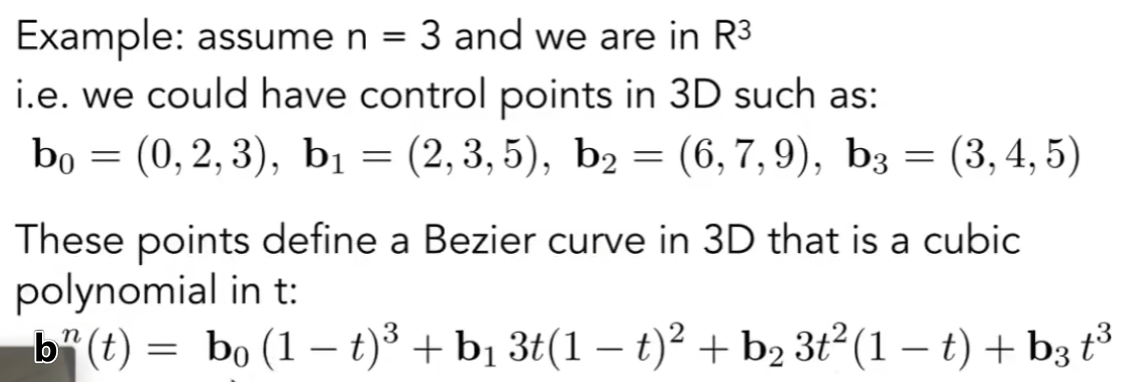 Example: assume n = 3 and we are in R³
i.e. we could have control points in 3D such as:
b₀ = (0, 2, 3), b₁ = (2, 3, 5), b₂ = (6, 7, 9), b₃ = (3, 4, 5)
These points define a Bezier curve in 3D that is a cubic
polynomial in t:
bⁿ(t) = b₀ (1 − t)³ + b₁ 3t(1 − t)² + b₂ 3t²(1 − t) + b₃ t³